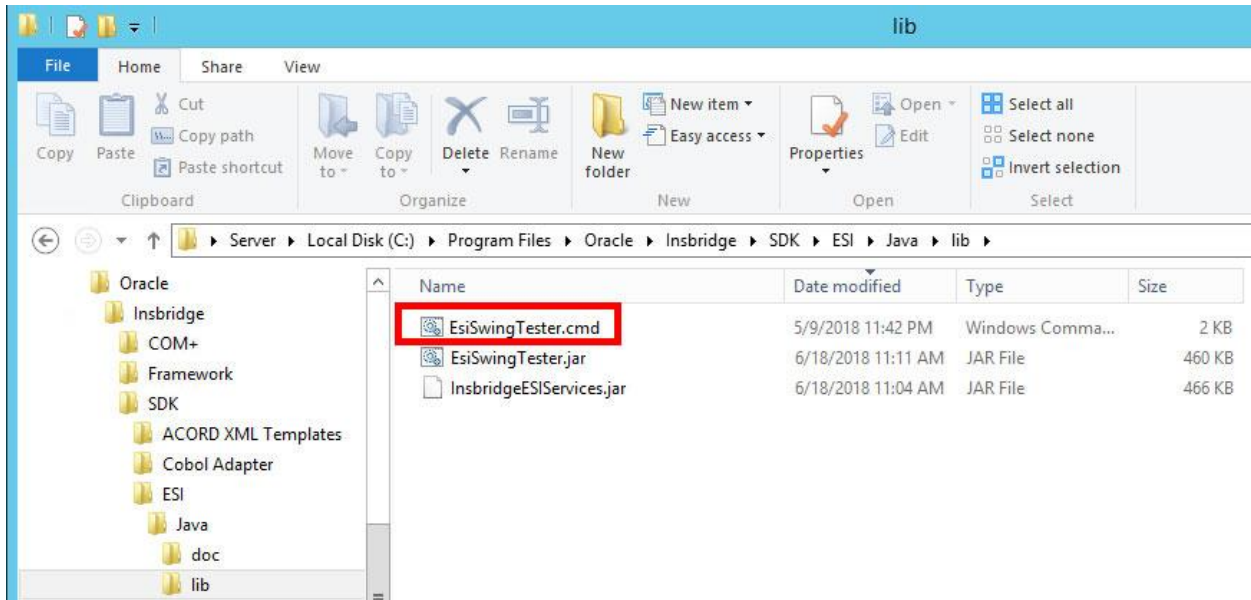 lib
File Home Share View
Copy Paste Cut Copy path Paste shortcut Move to Copy to Delete Rename New folder New item Easy access Properties Open Edit Select all Select none Invert selection
Clipboard Organize New Open Select
Server Local Disk (C:) Program Files Oracle Insbridge SDK ESI Java lib
Name Date modified Type Size
EsiSwingTester.cmd 5/9/2018 11:42 PM Windows Comma... 2 KB
EsiSwingTester.jar 6/18/2018 11:11 AM JAR File 460 KB
InsbridgeESIServices.jar 6/18/2018 11:04 AM JAR File 466 KB
Oracle
Insbridge
COM+
Framework
SDK
ACORD XML Templates
Cobol Adapter
ESI
Java
doc
lib